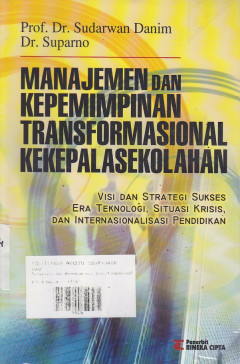 Prof. Dr. Sudarwan Danim
Dr. Suparno
MANAJEMEN DAN
KEPEMIMPINAN
TRANSFORMASIONAL
KEKEPALASEKOLAHAN
VISI DAN STRATEGI SUKSES
ERA TEKNOLOGI, SITUASI KRISIS,
DAN INTERNASIONALISASI PENDIDIKAN
Penerbit
RINEKA CIPTA